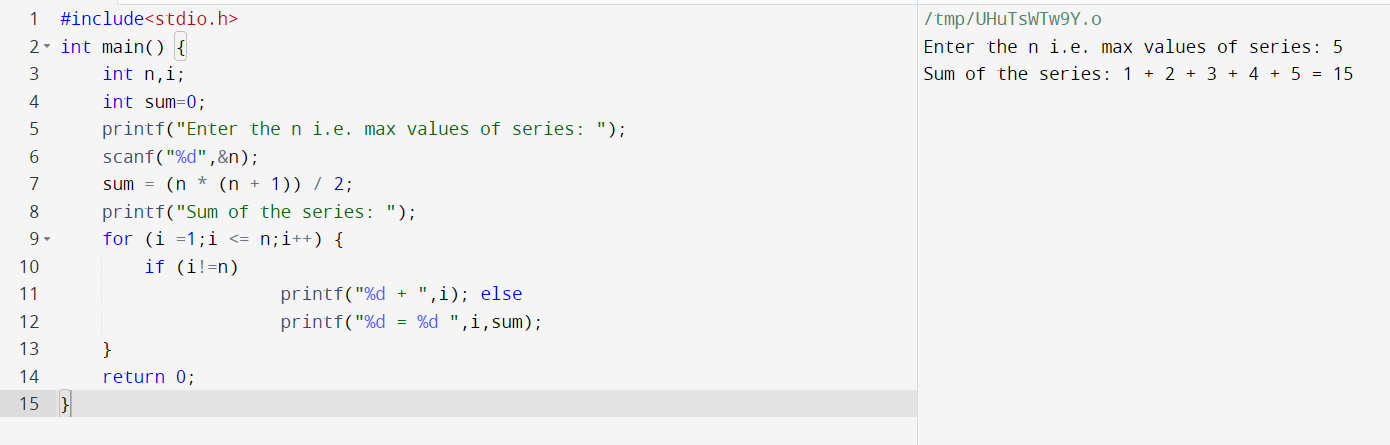 1 #include<stdio.h>
2 int main() {
3 int n,i;
4 int sum=0;
5 printf("Enter the n i.e. max values of series: ");
6 scanf("%d",&n);
7 sum = (n * (n + 1)) / 2;
8 printf("Sum of the series: ");
9 for (i =1;i <= n;i++) {
10 if (i!=n)
11 printf("%d + ",i); else
12 printf("%d = %d ",i,sum);
13 }
14 return 0;
15 }
/tmp/UHuTsWTw9Y.o
Enter the n i.e. max values of series: 5
Sum of the series: 1 + 2 + 3 + 4 + 5 = 15